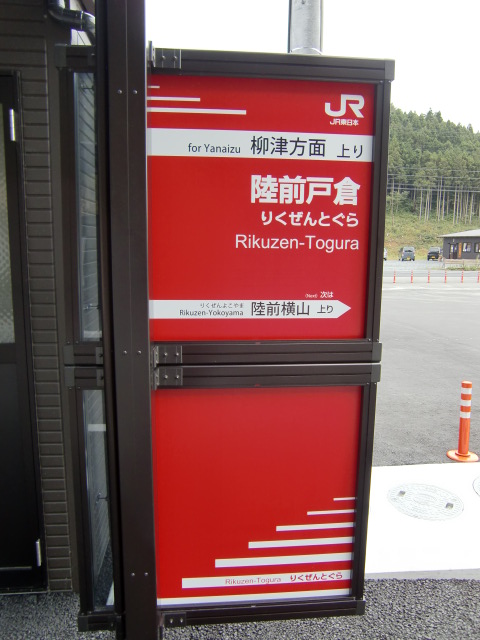 JR
JR東日本
for Yanaizu 柳津方面 上り
陸前戸倉
りくぜんとぐら
Rikuzen-Togura
(Next) 次は
りくぜんよこやま
Rikuzen-Yokoyama 陸前横山 上り
Rikuzen-Togura りくぜんとぐら